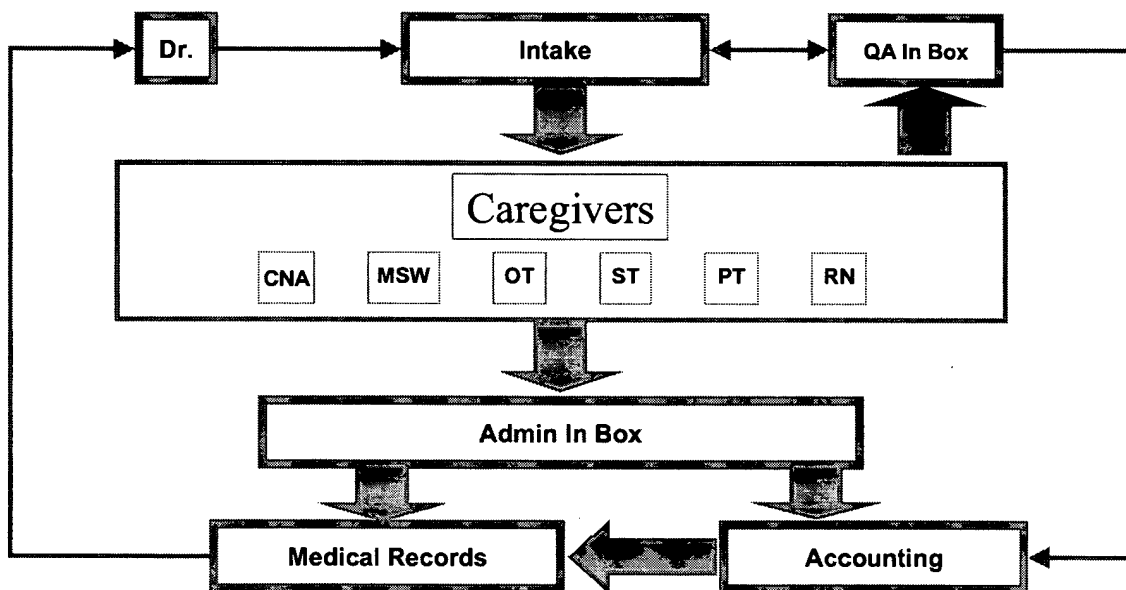 Dr.
Intake
QA In Box
Caregivers
CNA
MSW
OT
ST
PT
RN
Admin In Box
Medical Records
Accounting